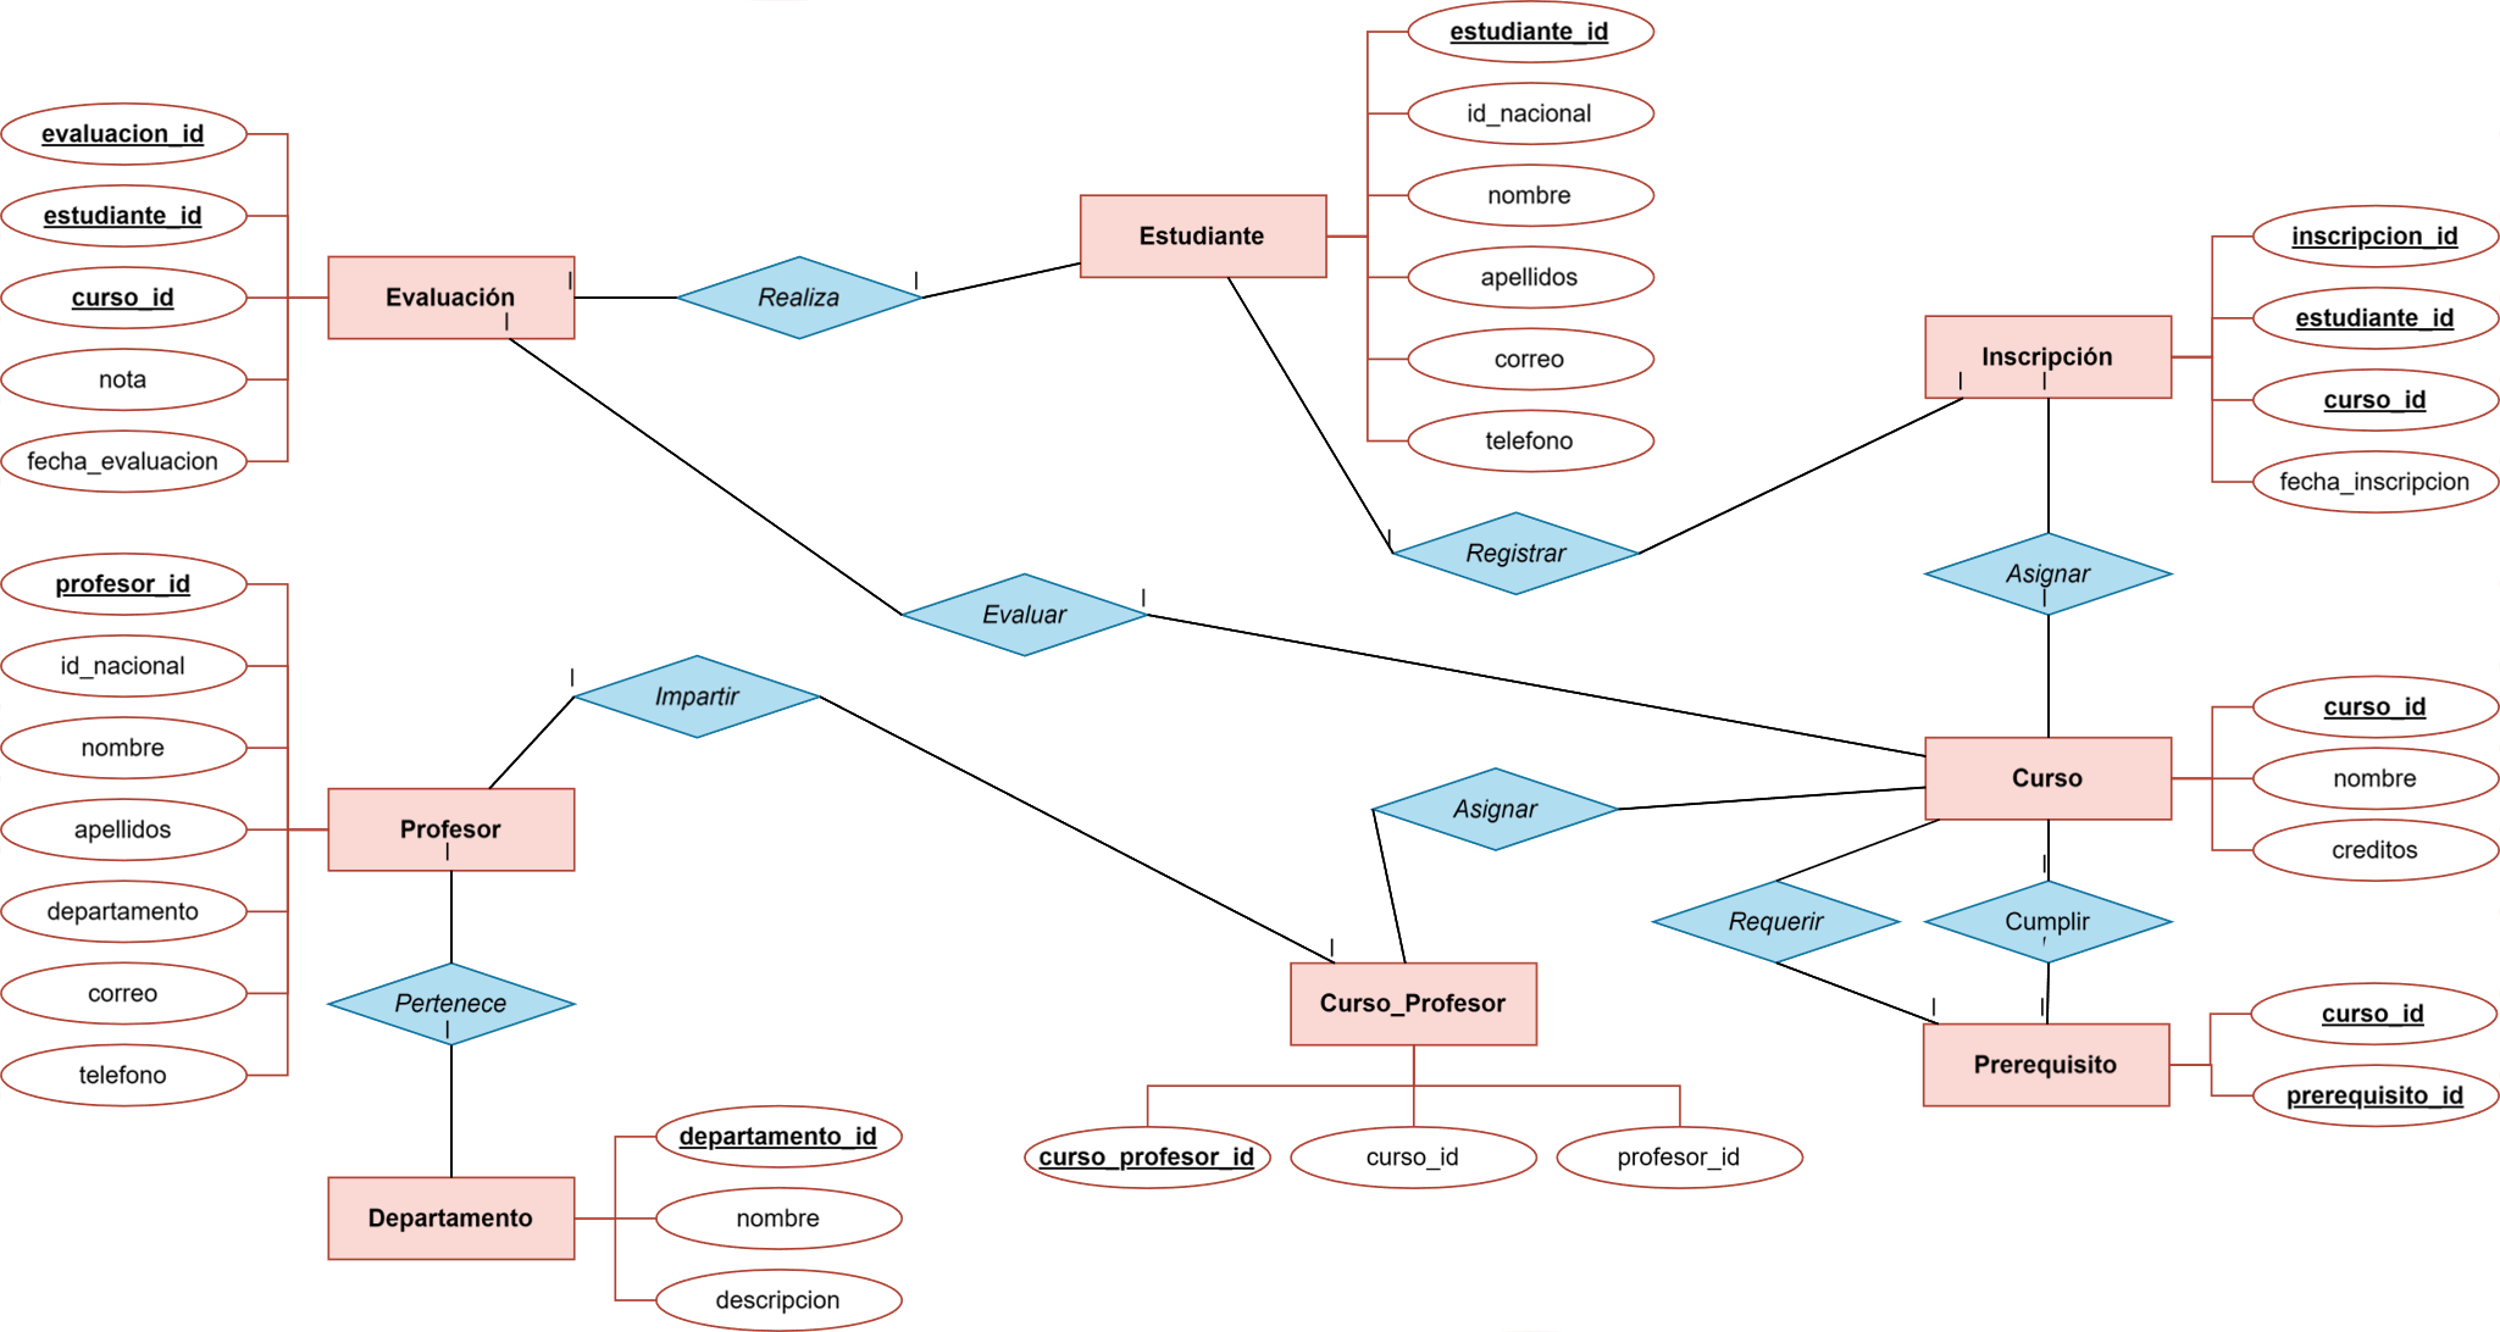 estudiante_id
id_nacional
nombre
apellidos
correo
telefono
Estudiante
evaluacion_id
estudiante_id
curso_id
nota
fecha_evaluacion
Evaluación
Realiza
inscripcion_id
estudiante_id
curso_id
fecha_inscripcion
Inscripción
Registrar
Asignar
Evaluar
Impartir
profesor_id
id_nacional
nombre
apellidos
departamento
correo
telefono
Profesor
Pertenece
Asignar
Curso
curso_id
nombre
creditos
Requerir
Cumplir
Curso_Profesor
curso_profesor_id
curso_id
profesor_id
Prerequisito
curso_id
prerequisito_id
Departamento
departamento_id
nombre
descripcion